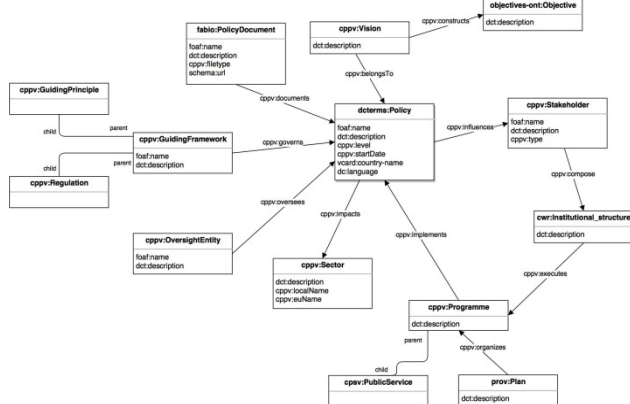 objectives-ont:Objective
dct:description
cppv:constructs
fabio:PolicyDocument
foaf:name
dct:description
cppv:filetype
schema:url
cppv:Vision
dct:description
cppv:belongsTo
cppv:documents
cppv:GuidingPrinciple
child
parent
cppv:GuidingFramework
foaf:name
dct:description
child
parent
cppv:Regulation
cppv:governs
dcterms:Policy
foaf:name
dct:description
cppv:level
cppv:startDate
vcard:country-name
dc:language
cppv:influences
cppv:Stakeholder
foaf:name
dct:description
cppv:type
cppv:compose
cwr:Institutional_structure
dct:description
cppv:executes
cppv:oversees
cppv:OversightEntity
foaf:name
dct:description
cppv:impacts
cppv:implements
cppv:Sector
dct:description
cppv:localName
cppv:euName
cppv:Programme
dct:description
parent
child
cppv:organizes
cpsv:PublicService
prov:Plan
dct:description